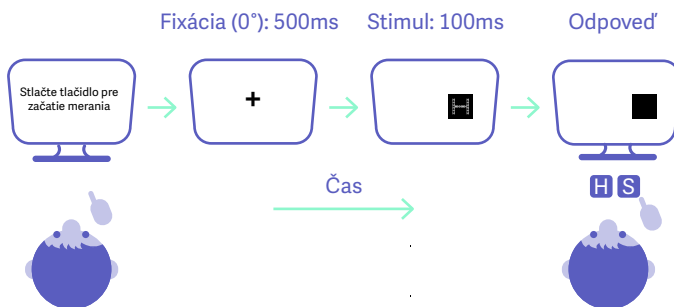 Fixácia (0°): 500ms
Stimul: 100ms
Odpoveď
Stlačte tlačidlo pre
začatie merania
H
H S
Čas